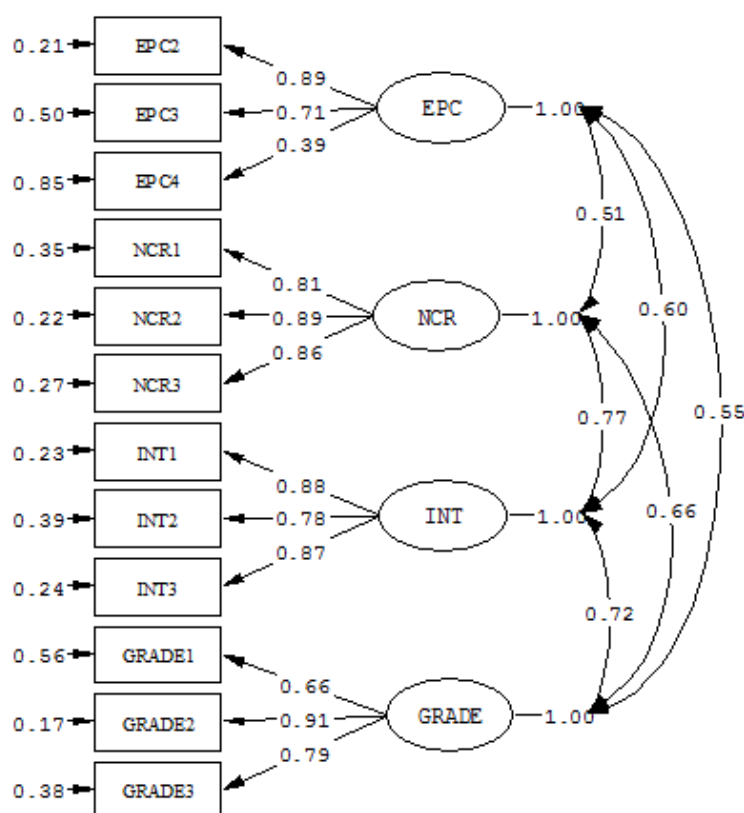 0.21 EPC2
0.89
EPC 1.00
0.50 EPC3
0.71
0.39
0.85 EPC4
0.51
0.35 NCR1
0.81
0.60
0.22 NCR2
0.89
NCR 1.00
0.86
0.27 NCR3
0.77
0.55
0.23 INT1
0.88
0.66
0.39 INT2
0.78
INT 1.00
0.87
0.24 INT3
0.72
0.56 GRADE1
0.66
0.17 GRADE2
0.91
GRADE 1.00
0.79
0.38 GRADE3